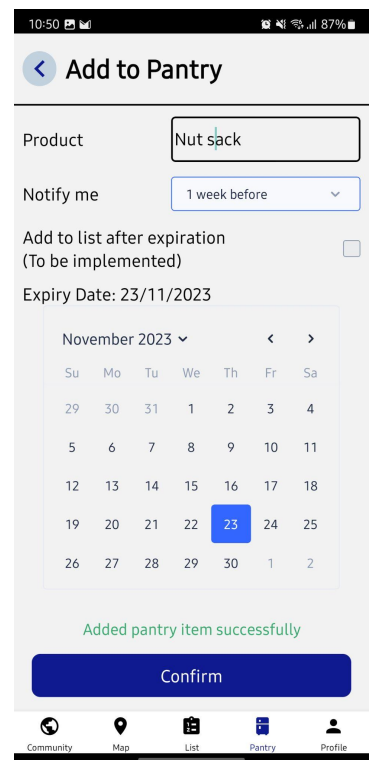 10:50 87%
Add to Pantry
Product Nut sack
Notify me 1 week before
Add to list after expiration
(To be implemented)
Expiry Date: 23/11/2023
November 2023
Su Mo Tu We Th Fr Sa
29 30 31 1 2 3 4
5 6 7 8 9 10 11
12 13 14 15 16 17 18
19 20 21 22 23 24 25
26 27 28 29 30 1 2
Added pantry item successfully
Confirm
Community Map List Pantry Profile